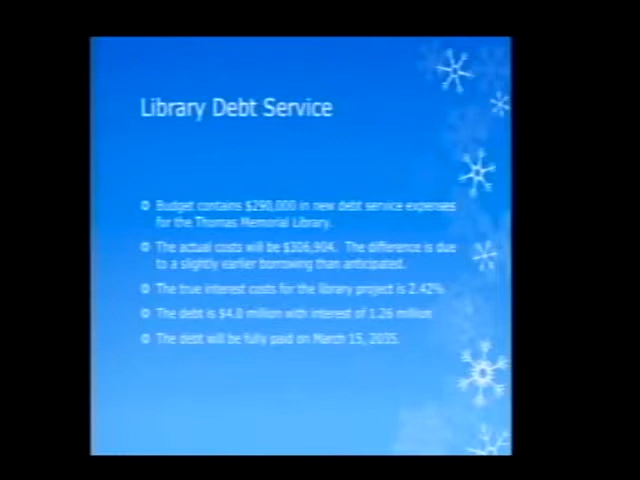 Library Debt Service
Budget contains $290,000 in new debt service expenses
for the Thomas Memorial Library.
The actual costs will be $306,904. The difference is due
to a slightly earlier borrowing than anticipated.
The true interest costs for the library project is 2.42%
The debt is $4.0 million with interest of 1.26 million
The debt will be fully paid on March 15, 2035.